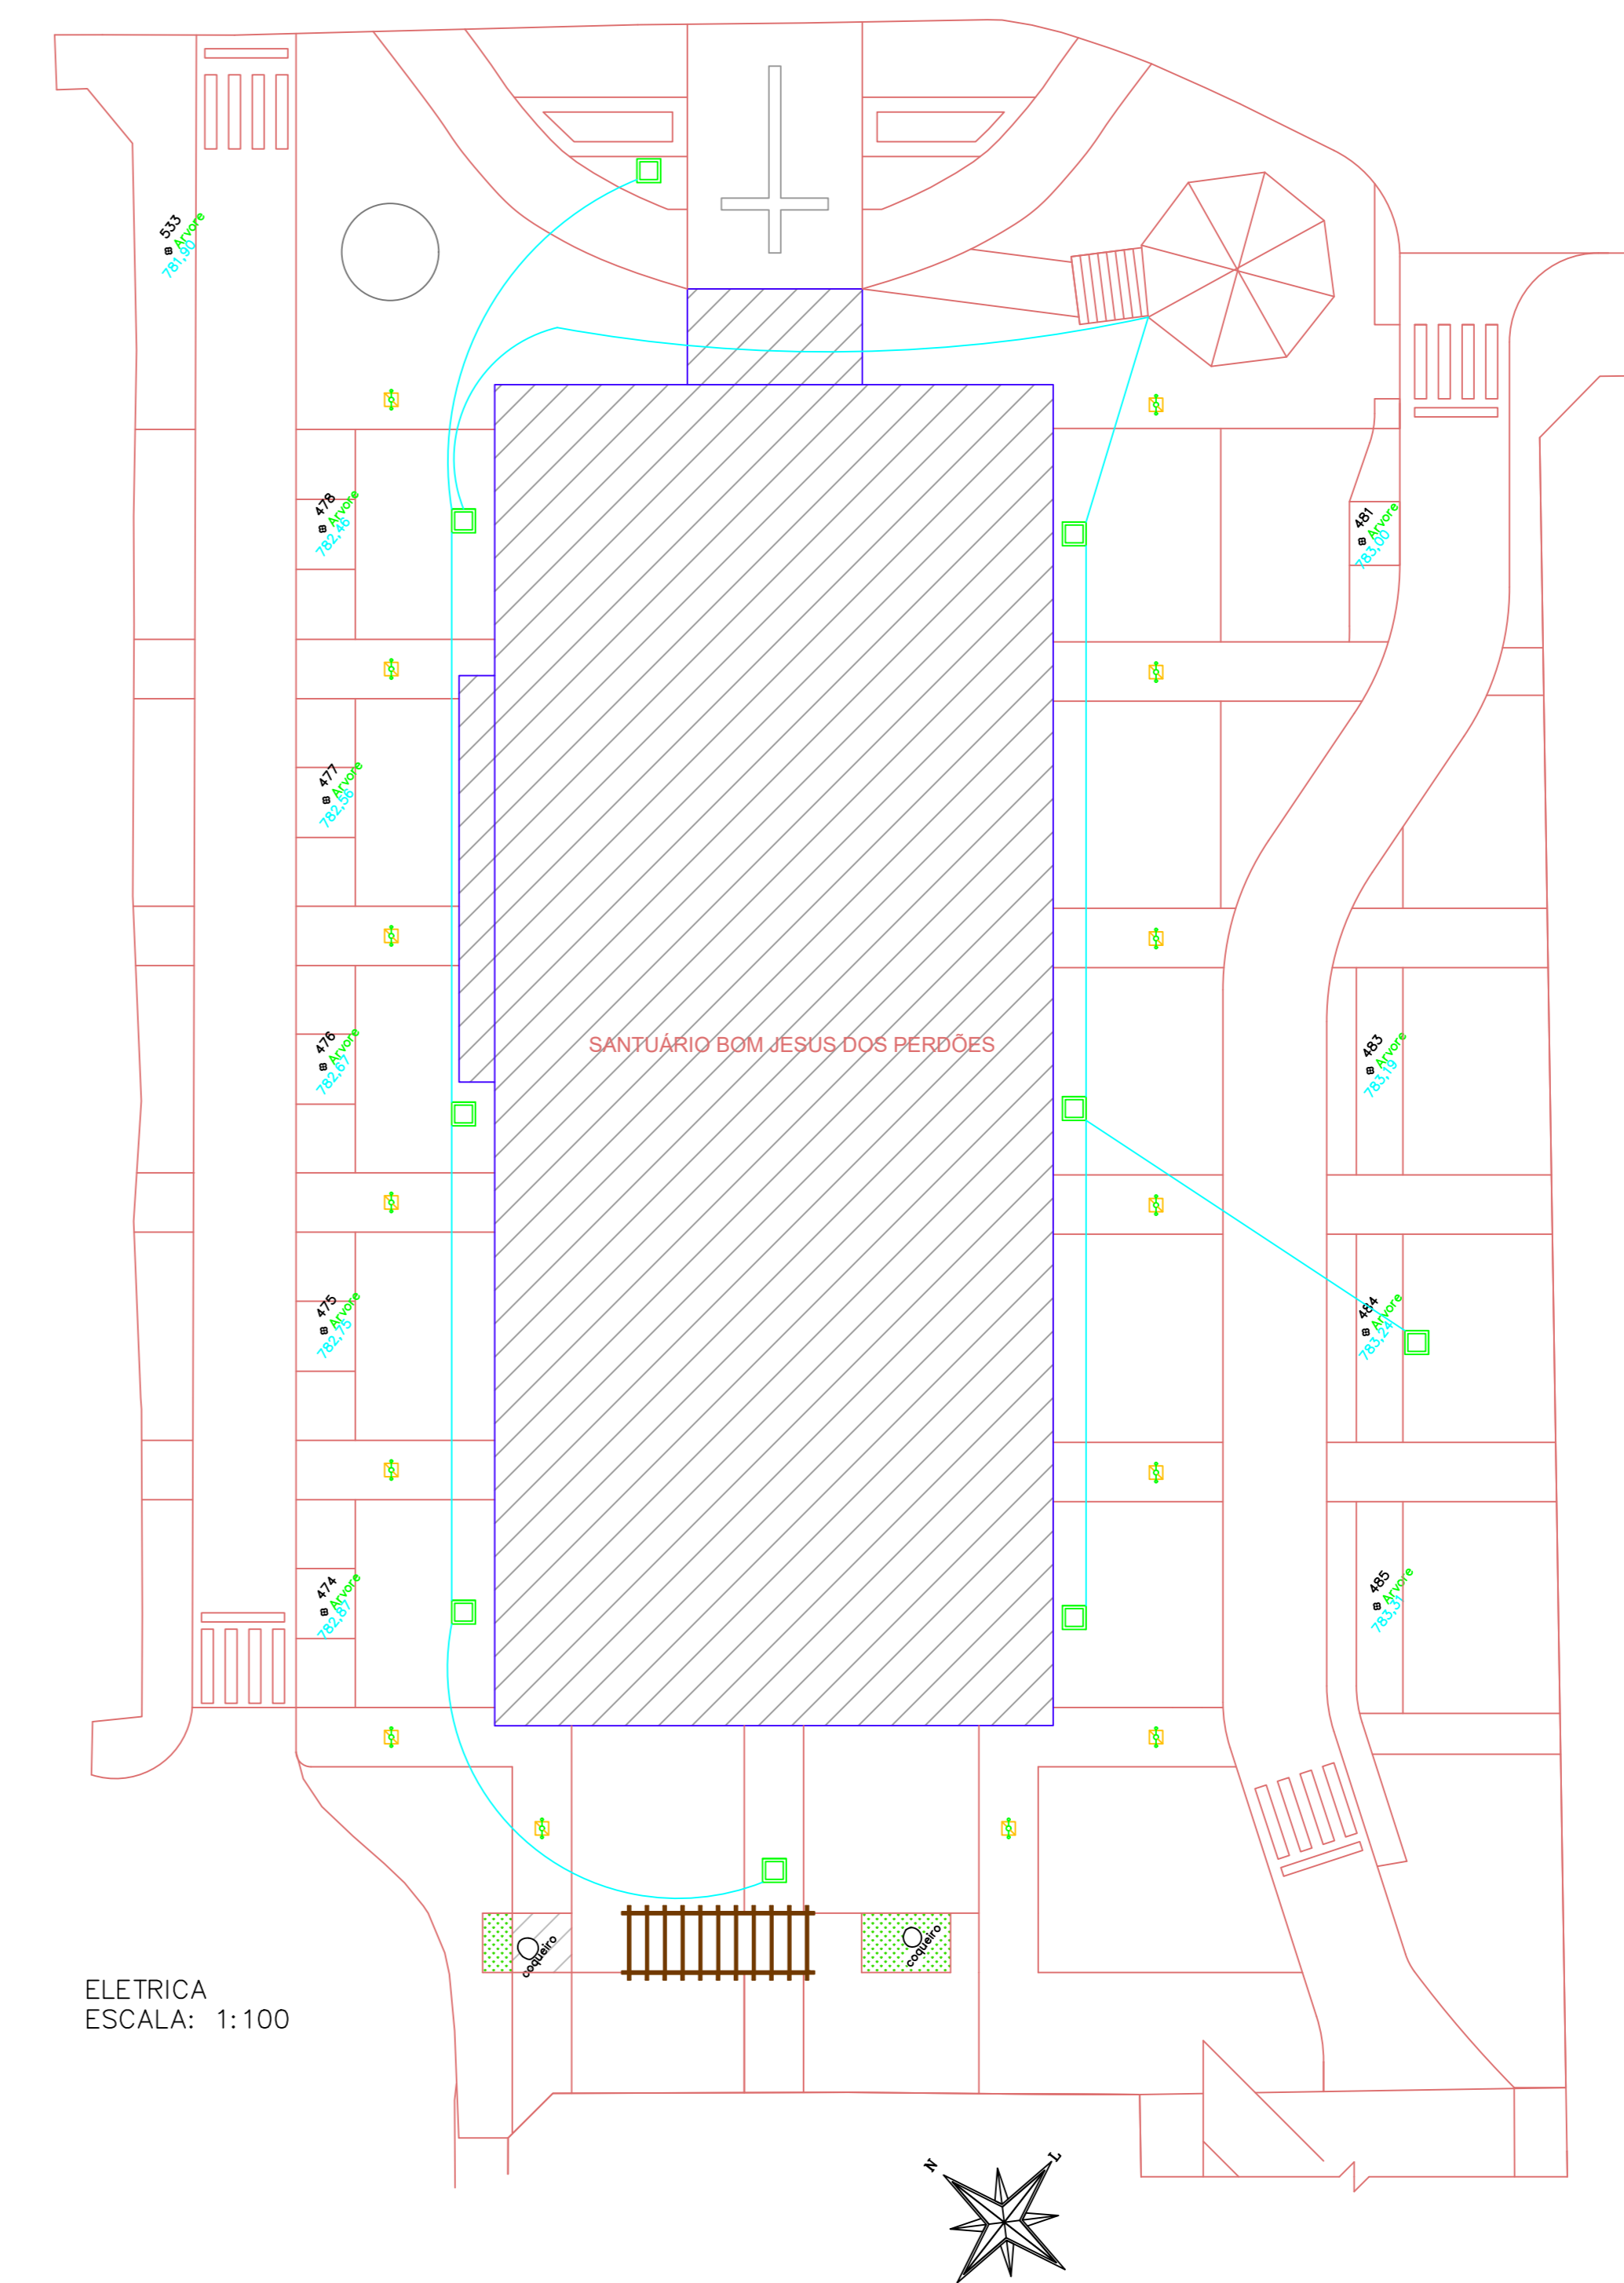 533
Arvore
781,90
478
Arvore
782,46
481
Arvore
783,00
477
Arvore
782,56
SANTUÁRIO BOM JESUS DOS PERDÕES
476
Arvore
782,67
483
Arvore
783,19
475
Arvore
782,75
484
Arvore
783,24
474
Arvore
782,87
485
Arvore
783,31
coqueiro
coqueiro
ELETRICA
ESCALA: 1:100
N
L